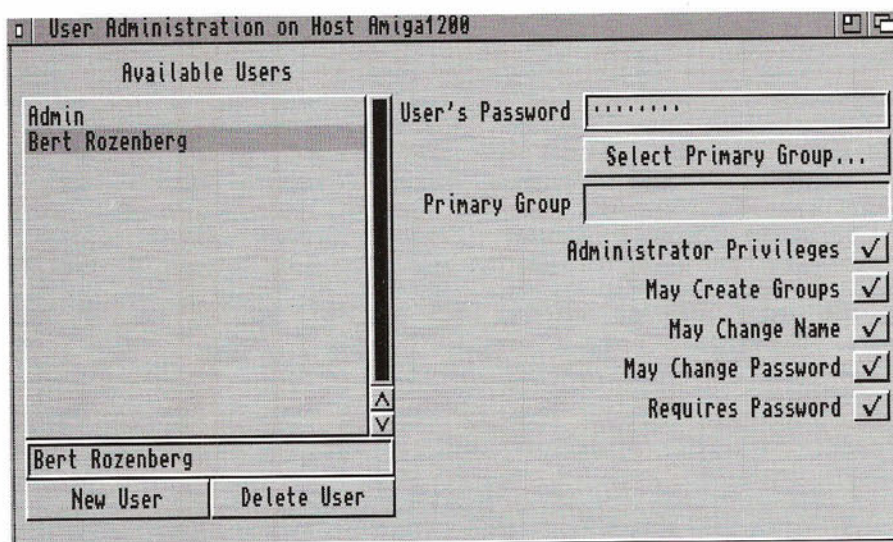 User Administration on Host Amiga1200
Available Users
Admin
Bert Rozenberg
Bert Rozenberg
New User
Delete User
User's Password ........
Select Primary Group...
Primary Group
Administrator Privileges
May Create Groups
May Change Name
May Change Password
Requires Password